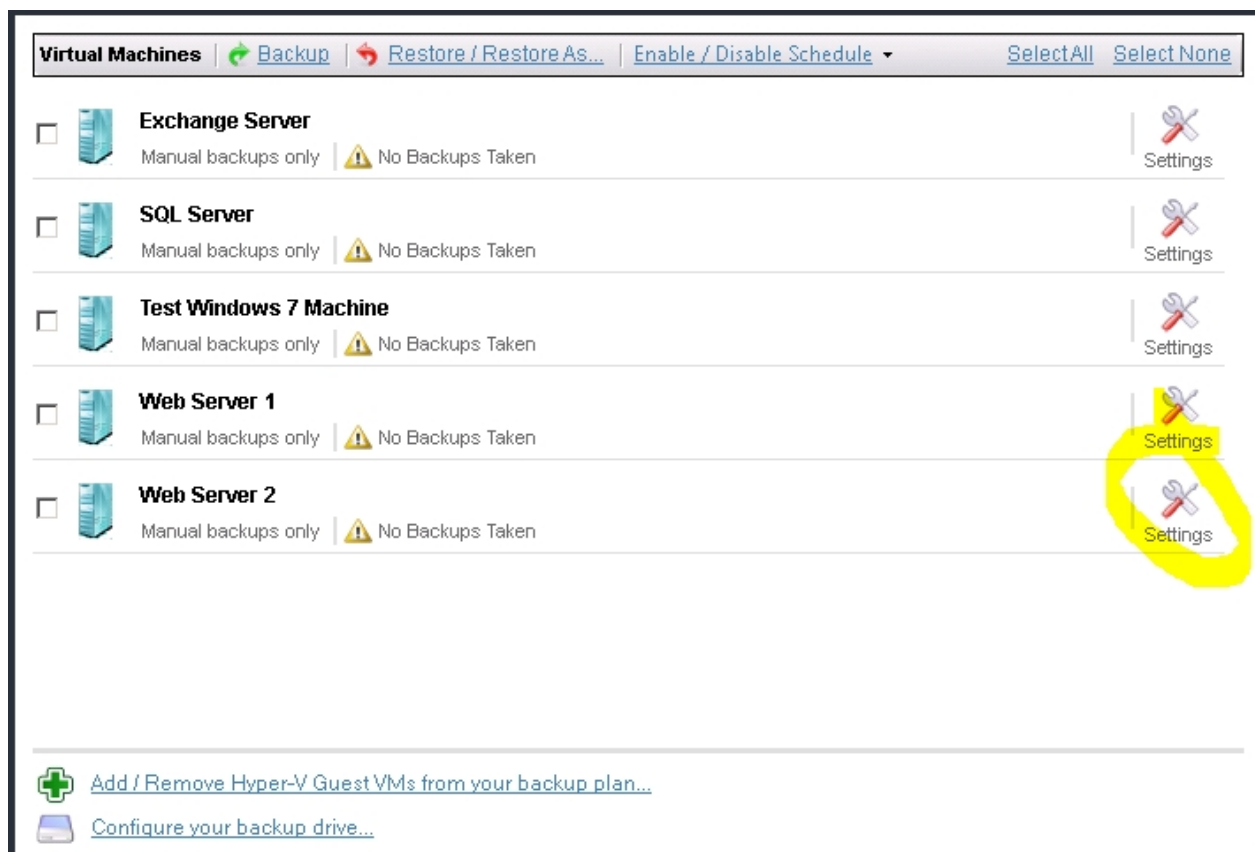 Virtual Machines Backup Restore / Restore As... Enable / Disable Schedule Select All Select None
Exchange Server
Manual backups only No Backups Taken Settings
SQL Server
Manual backups only No Backups Taken Settings
Test Windows 7 Machine
Manual backups only No Backups Taken Settings
Web Server 1
Manual backups only No Backups Taken Settings
Web Server 2
Manual backups only No Backups Taken Settings
Add / Remove Hyper-V Guest VMs from your backup plan...
Configure your backup drive...